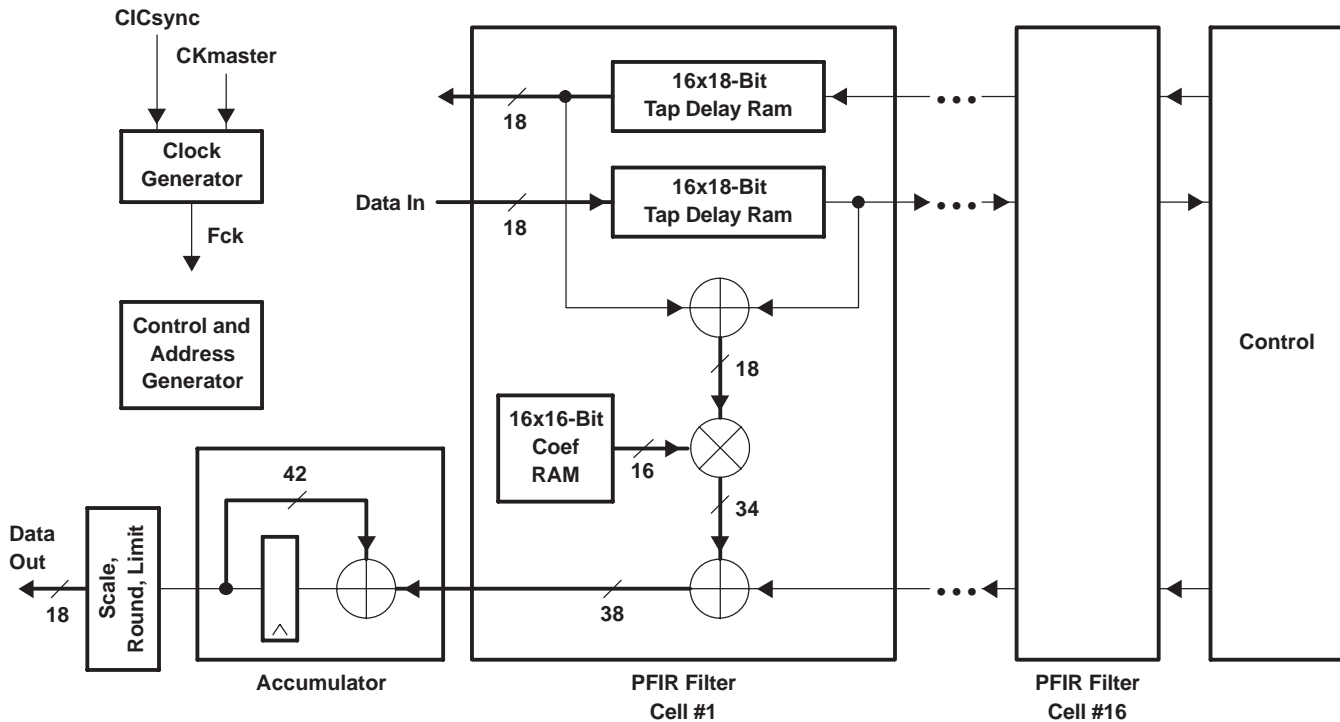 CICsync
CKmaster
Clock
Generator
Fck
Control and
Address
Generator
18
16x18-Bit
Tap Delay Ram
Data In
18
16x18-Bit
Tap Delay Ram
18
16x16-Bit
Coef
RAM
16
34
38
42
Data
Out
18
Scale,
Round, Limit
Accumulator
PFIR Filter
Cell #1
PFIR Filter
Cell #16
Control